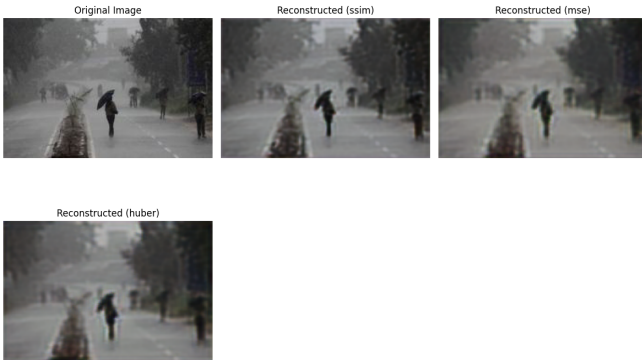 Original Image
Reconstructed (ssim)
Reconstructed (mse)
Reconstructed (huber)